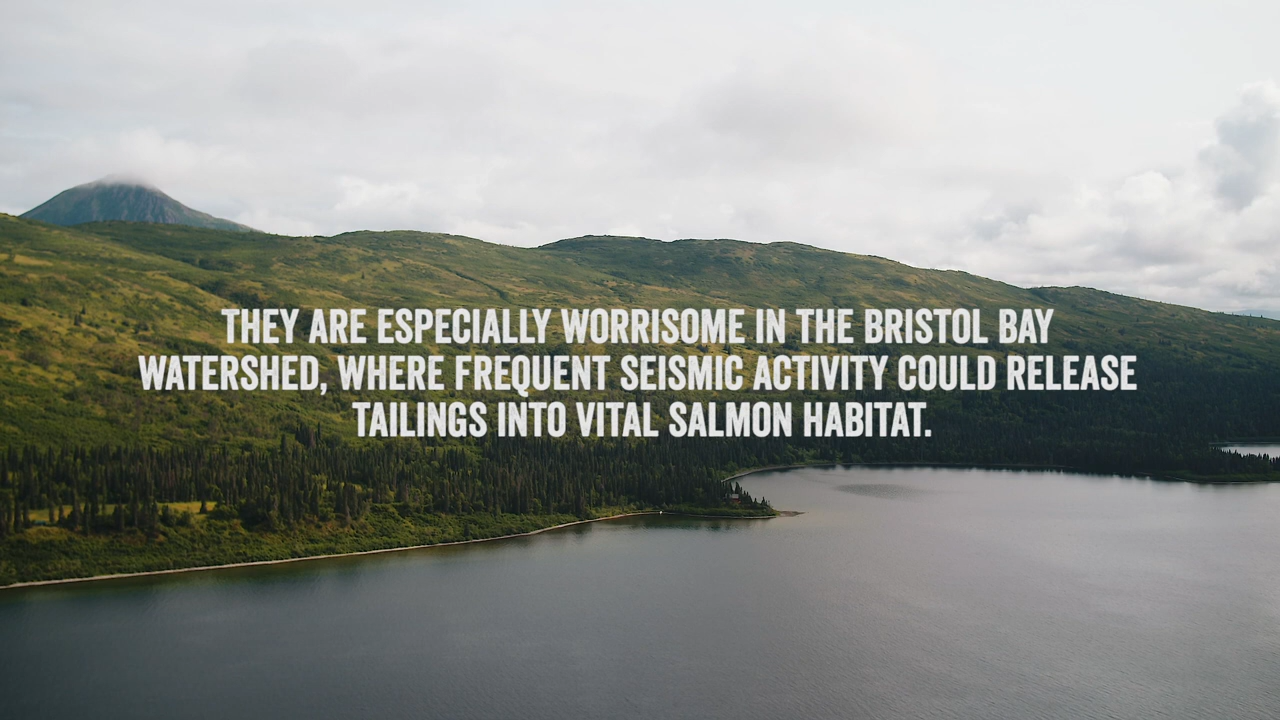 THEY ARE ESPECIALLY WORRISOME IN THE BRISTOL BAY
WATERSHED, WHERE FREQUENT SEISMIC ACTIVITY COULD RELEASE
TAILINGS INTO VITAL SALMON HABITAT.